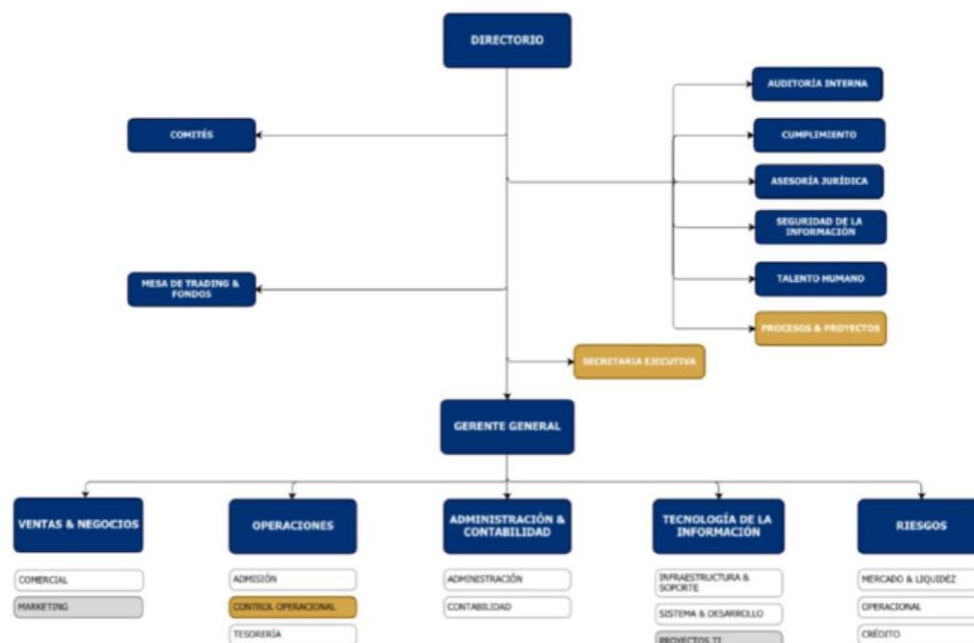 DIRECTORIO
AUDITORÍA INTERNA
COMITÉS
CUMPLIMIENTO
ASESORÍA JURÍDICA
SEGURIDAD DE LA
INFORMACIÓN
MESA DE TRADING &
FONDOS
TALENTO HUMANO
PROCESOS & PROYECTOS
SECRETARIA EJECUTIVA
GERENTE GENERAL
VENTAS & NEGOCIOS
COMERCIAL
MARKETING
OPERACIONES
ADMISIÓN
CONTROL OPERACIONAL
TESORERÍA
ADMINISTRACIÓN &
CONTABILIDAD
ADMINISTRACIÓN
CONTABILIDAD
TECNOLOGÍA DE LA
INFORMACIÓN
INFRAESTRUCTURA &
SOPORTE
SISTEMA & DESARROLLO
PROYECTOS TI
RIESGOS
MERCADO & LIQUIDEZ
OPERACIONAL
CRÉDITO